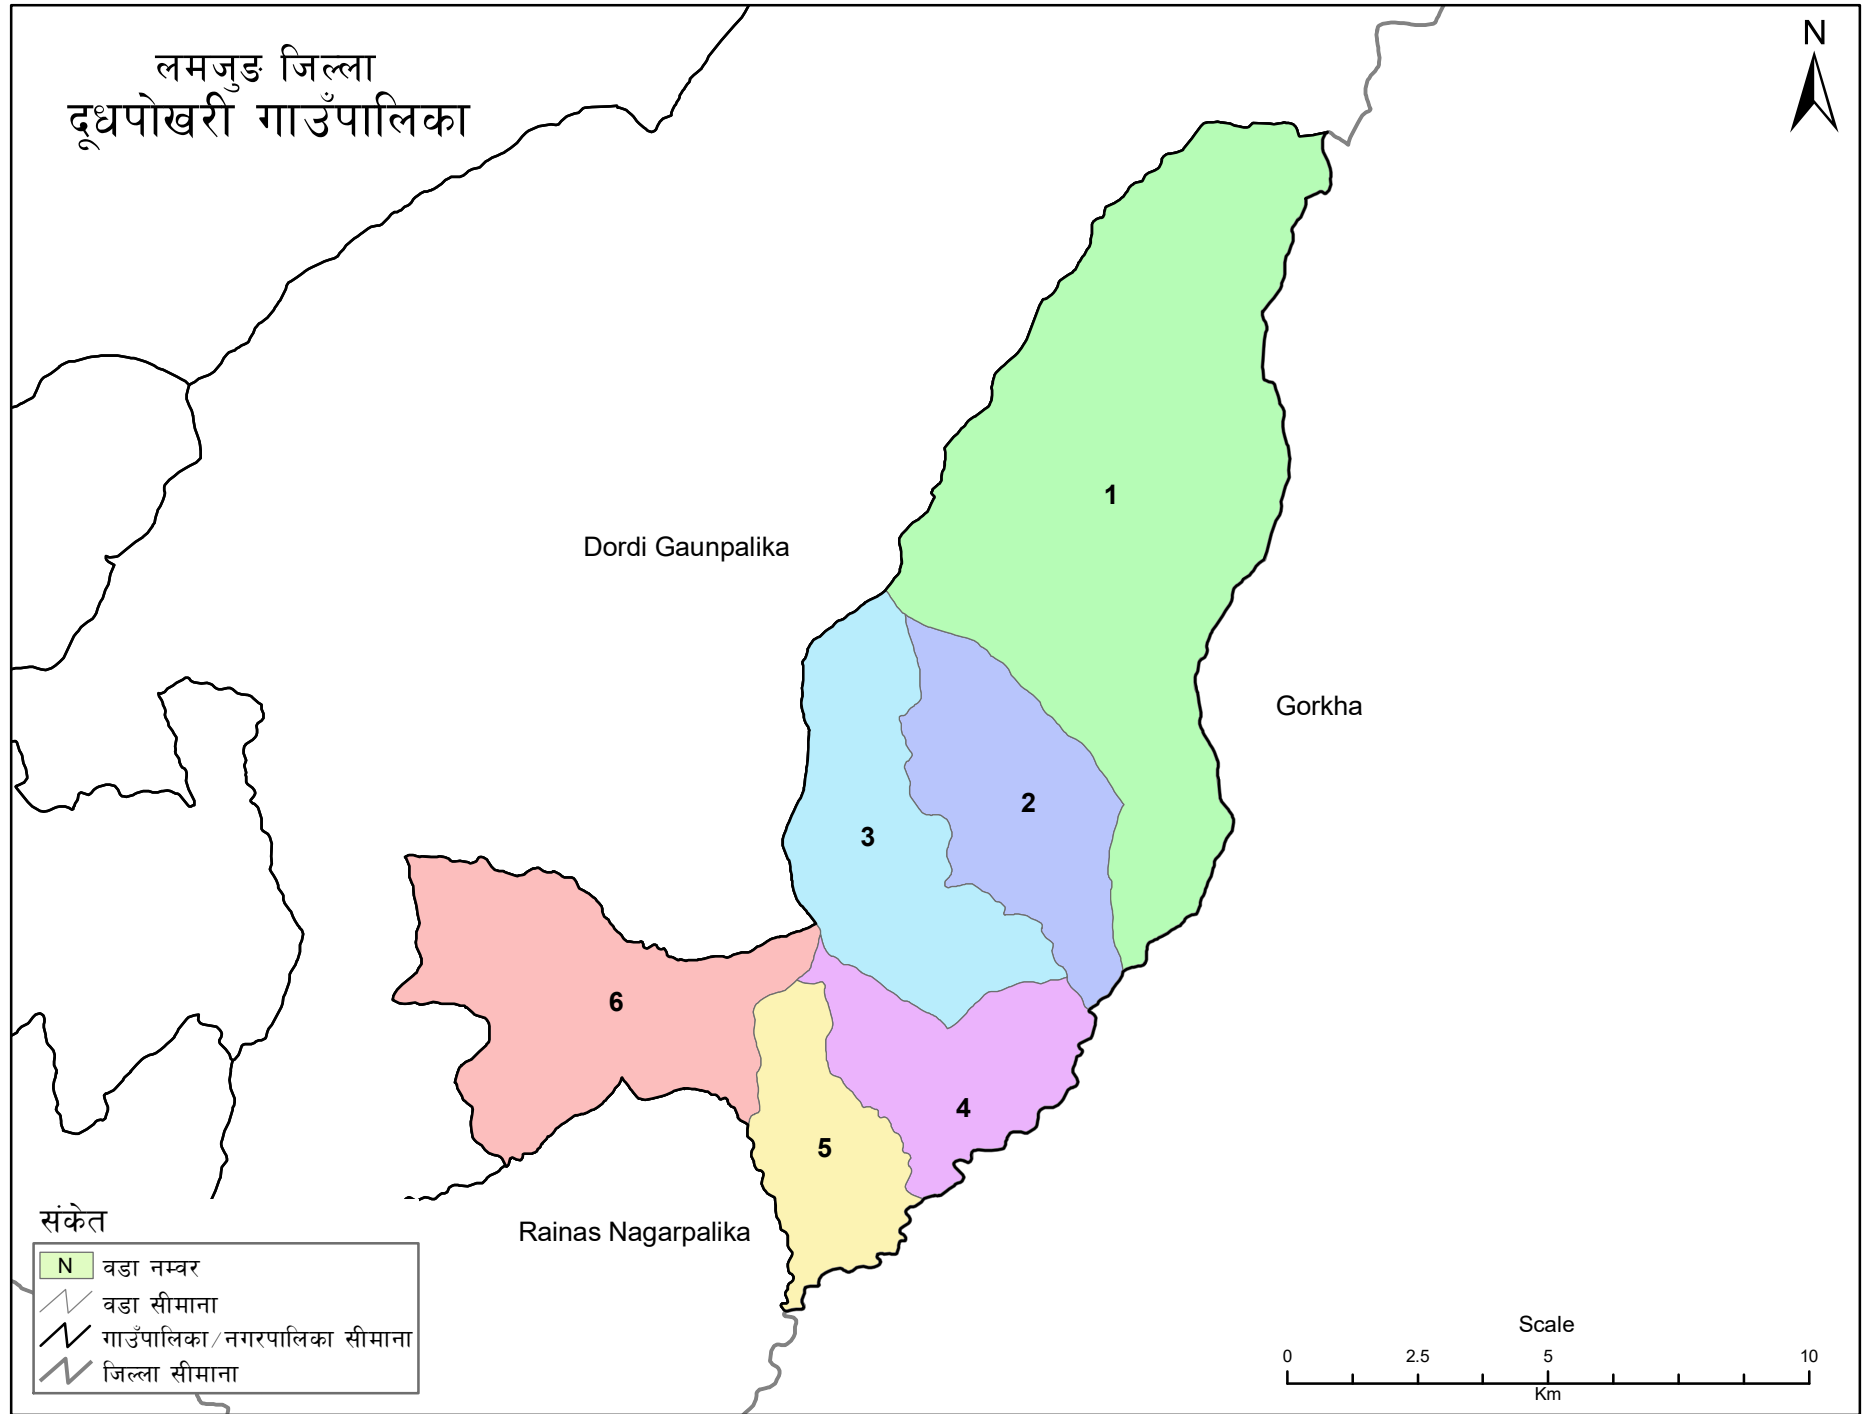 लमजुङ जिल्ला
दूधपोखरी गाउँपालिका
N
1
Dordi Gaunpalika
Gorkha
2
3
6
4
5
Rainas Nagarpalika
संकेत
N वडा नम्वर
वडा सीमाना
गाउँपालिका/नगरपालिका सीमाना
जिल्ला सीमाना
Scale
0 2.5 5 10
Km